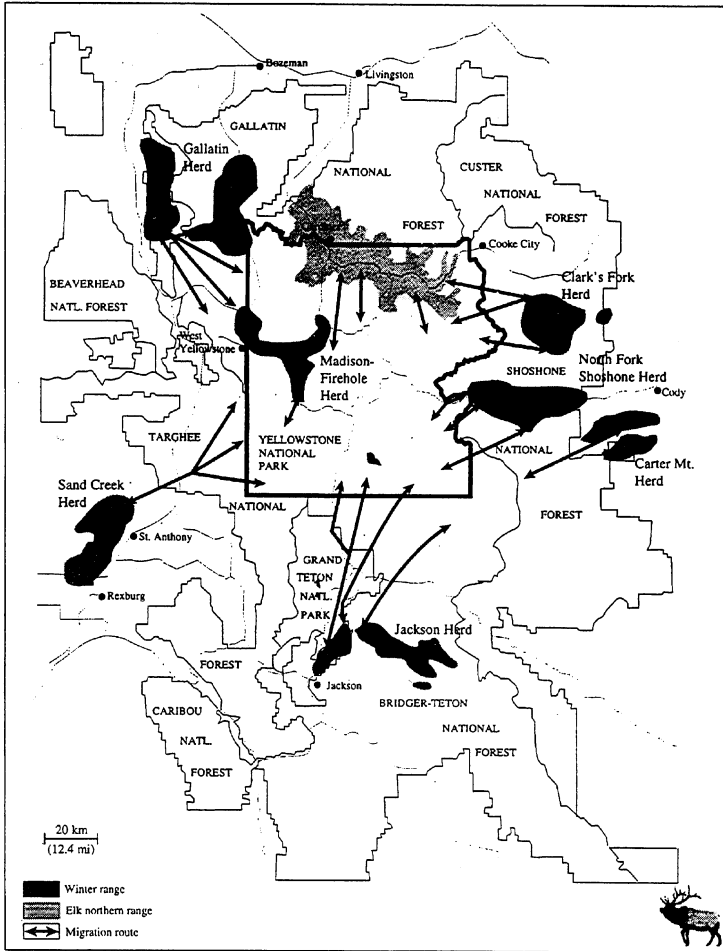 Bozeman
Livingston
GALLATIN
Gallatin
Herd
NATIONAL
CUSTER
NATIONAL
FOREST
FOREST
Cooke City
Clark's Fork
Herd
BEAVERHEAD
NATL. FOREST
West
Yellowstone
Madison-
Firehole
Herd
SHOSHONE
North Fork
Shoshone Herd
Cody
TARGHEE
YELLOWSTONE
NATIONAL
PARK
NATIONAL
Carter Mt.
Herd
Sand Creek
Herd
NATIONAL
FOREST
St. Anthony
GRAND
TETON
NATL.
PARK
Rexburg
Jackson Herd
FOREST
Jackson
BRIDGER-TETON
NATIONAL
FOREST
CARIBOU
NATL.
FOREST
20 km
(12.4 mi)
Winter range
Elk northern range
Migration route